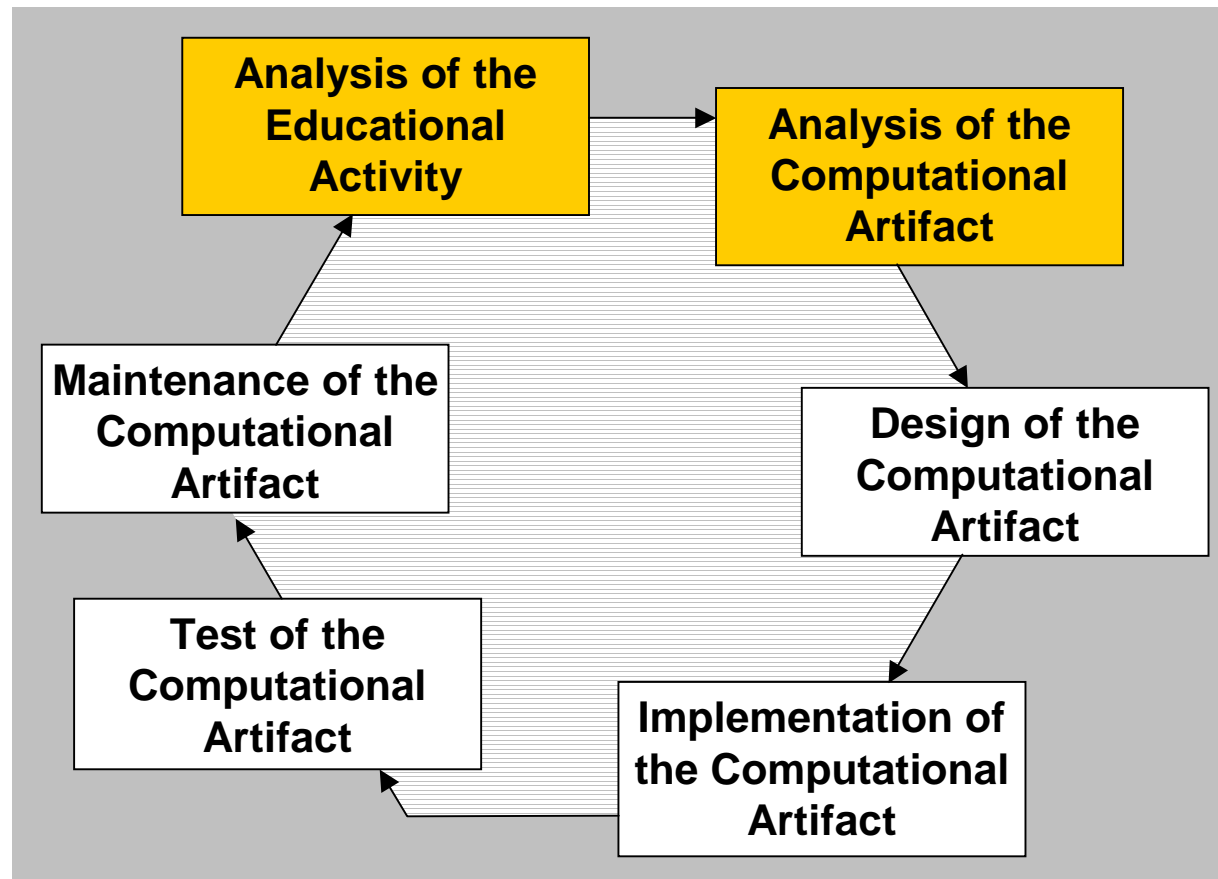 Analysis of the
Educational
Activity
Analysis of the
Computational
Artifact
Design of the
Computational
Artifact
Implementation of
the Computational
Artifact
Test of the
Computational
Artifact
Maintenance of the
Computational
Artifact